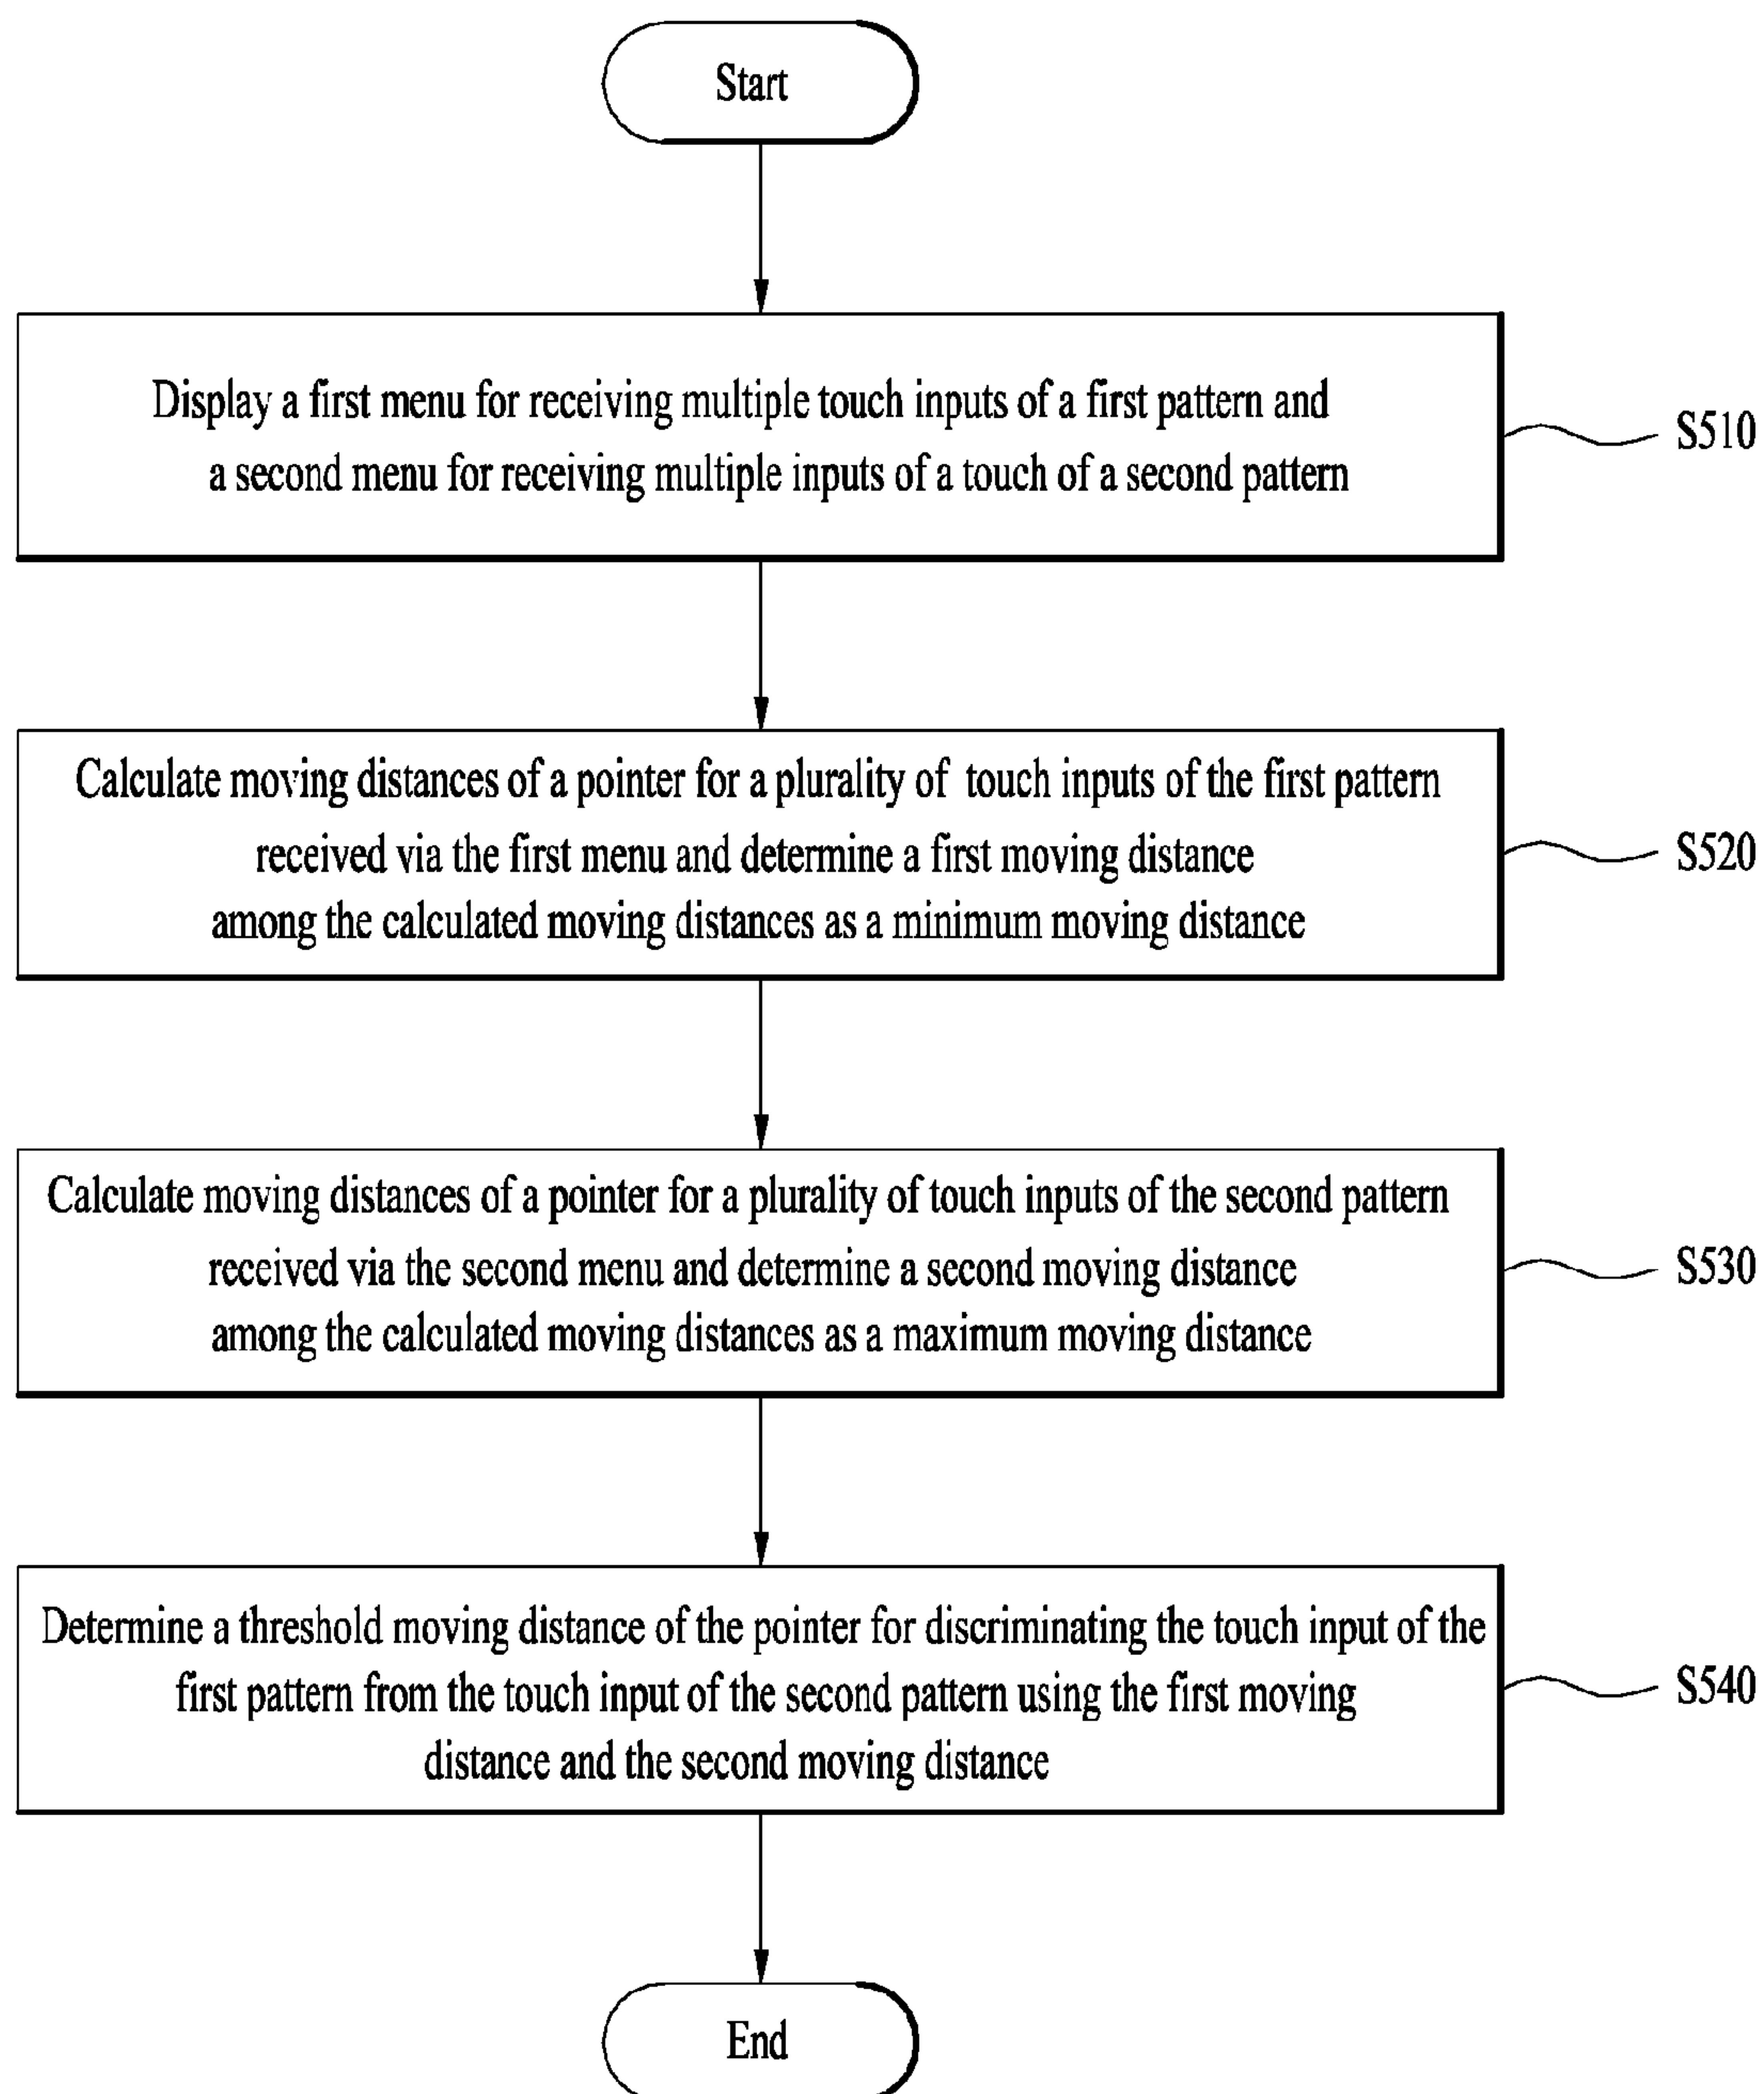 Start
Display a first menu for receiving multiple touch inputs of a first pattern and
a second menu for receiving multiple inputs of a touch of a second pattern
S510
Calculate moving distances of a pointer for a plurality of touch inputs of the first pattern
received via the first menu and determine a first moving distance
among the calculated moving distances as a minimum moving distance
S520
Calculate moving distances of a pointer for a plurality of touch inputs of the second pattern
received via the second menu and determine a second moving distance
among the calculated moving distances as a maximum moving distance
S530
Determine a threshold moving distance of the pointer for discriminating the touch input of the
first pattern from the touch input of the second pattern using the first moving
distance and the second moving distance
S540
End